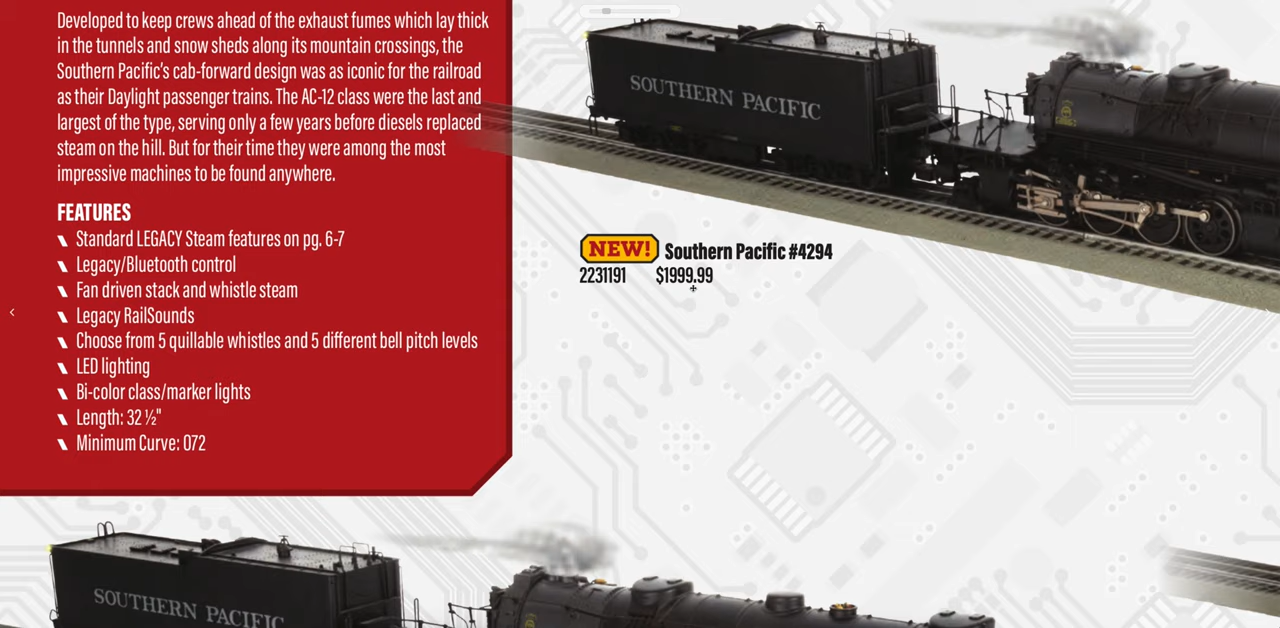 Developed to keep crews ahead of the exhaust fumes which lay thick
in the tunnels and snow sheds along its mountain crossings, the
Southern Pacific's cab-forward design was as iconic for the railroad
as their Daylight passenger trains. The AC-12 class were the last and
largest of the type, serving only a few years before diesels replaced
steam on the hill. But for their time they were among the most
impressive machines to be found anywhere.
FEATURES
Standard LEGACY Steam features on pg. 6-7
Legacy/Bluetooth control
Fan driven stack and whistle steam
Legacy RailSounds
Choose from 5 quillable whistles and 5 different bell pitch levels
LED lighting
Bi-color class/marker lights
Length: 32 ½"
Minimum Curve: O72
SOUTHERN PACIFIC
NEW! Southern Pacific #4294
2231191 $1999.99
SOUTHERN PACIFIC